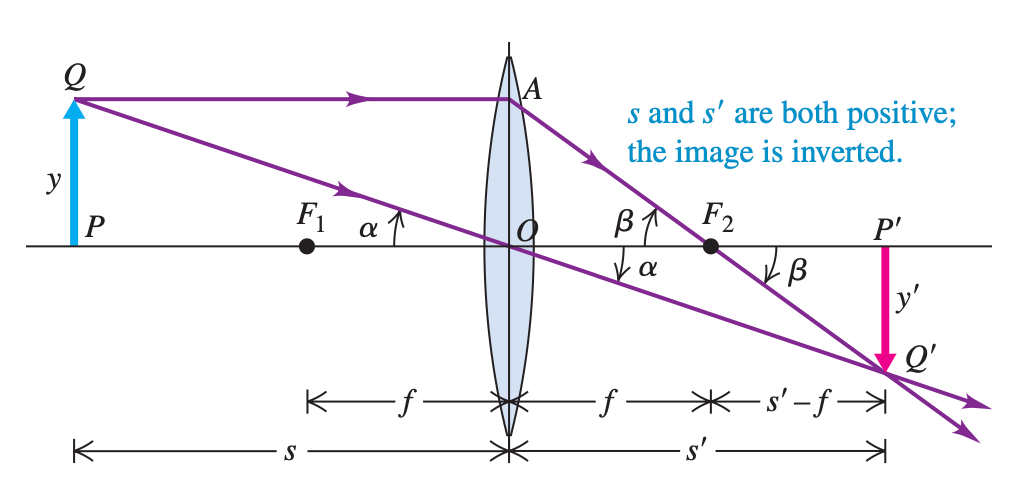 Q
A
s and s′ are both positive;
the image is inverted.
y
P
F₁
α
O
β
F₂
P′
α
β
y′
Q′
f
f
s′ – f
s
s′